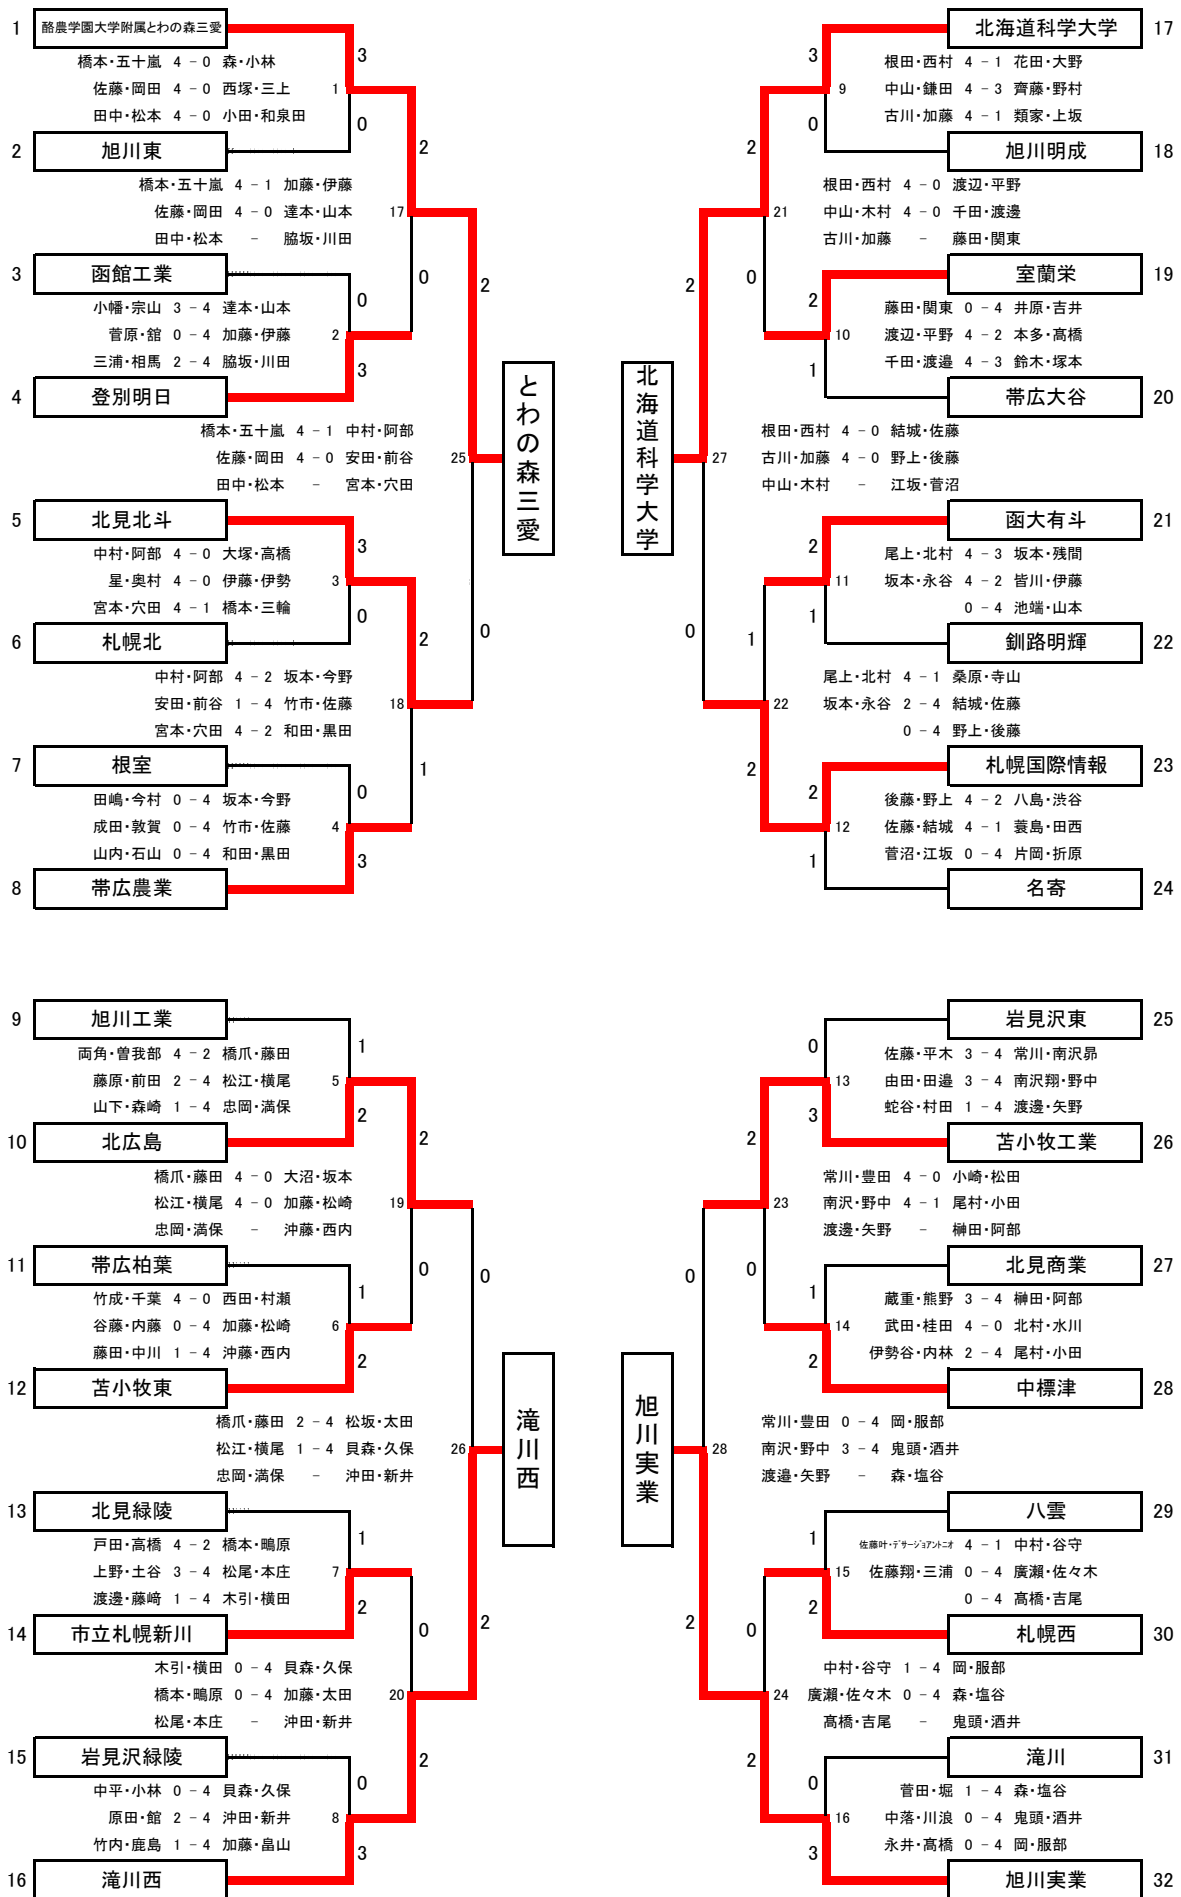 1 酪農学園大学附属とわの森三愛
3
橋本・五十嵐 4 - 0 森・小林
佐藤・岡田 4 - 0 西塚・三上
1
田中・松本 4 - 0 小田・和泉田
0
2 旭川東
2
橋本・五十嵐 4 - 1 加藤・伊藤
佐藤・岡田 4 - 0 達本・山本
17
田中・松本 - 脇坂・川田
3 函館工業
0
2
0
小幡・宗山 3 - 4 達本・山本
菅原・舘 0 - 4 加藤・伊藤
2
三浦・相馬 2 - 4 脇坂・川田
3
4 登別明日
とわの森三愛
橋本・五十嵐 4 - 1 中村・阿部
佐藤・岡田 4 - 0 安田・前谷
25
田中・松本 - 宮本・穴田
5 北見北斗
3
中村・阿部 4 - 0 大塚・高橋
星・奥村 4 - 0 伊藤・伊勢
3
宮本・穴田 4 - 1 橋本・三輪
0
6 札幌北
2
0
中村・阿部 4 - 2 坂本・今野
安田・前谷 1 - 4 竹市・佐藤
18
宮本・穴田 4 - 2 和田・黒田
7 根室
1
0
田嶋・今村 0 - 4 坂本・今野
成田・敦賀 0 - 4 竹市・佐藤
4
山内・石山 0 - 4 和田・黒田
3
8 帯広農業
北海道科学大学 17
3
根田・西村 4 - 1 花田・大野
9
中山・鎌田 4 - 3 齊藤・野村
古川・加藤 4 - 1 類家・上坂
0
2
旭川明成 18
根田・西村 4 - 0 渡辺・平野
21
中山・木村 4 - 0 千田・渡邊
古川・加藤 - 藤田・関東
室蘭栄 19
0
2
2
藤田・関東 0 - 4 井原・吉井
10
渡辺・平野 4 - 2 本多・髙橋
千田・渡邉 4 - 3 鈴木・塚本
1
帯広大谷 20
北海道科学大学
根田・西村 4 - 0 結城・佐藤
27
古川・加藤 4 - 0 野上・後藤
中山・木村 - 江坂・菅沼
函大有斗 21
2
尾上・北村 4 - 3 坂本・残間
11
坂本・永谷 4 - 2 皆川・伊藤
0 - 4 池端・山本
1
0
1
釧路明輝 22
尾上・北村 4 - 1 桑原・寺山
22
坂本・永谷 2 - 4 結城・佐藤
0 - 4 野上・後藤
札幌国際情報 23
2
2
後藤・野上 4 - 2 八島・渋谷
12
佐藤・結城 4 - 1 蓑島・田西
菅沼・江坂 0 - 4 片岡・折原
1
名寄 24
9 旭川工業
1
両角・曽我部 4 - 2 橋爪・藤田
藤原・前田 2 - 4 松江・横尾
5
山下・森崎 1 - 4 忠岡・満保
2
10 北広島
2
橋爪・藤田 4 - 0 大沼・坂本
松江・横尾 4 - 0 加藤・松崎
19
忠岡・満保 - 沖藤・西内
11 帯広柏葉
0
0
1
竹成・千葉 4 - 0 西田・村瀬
谷藤・内藤 0 - 4 加藤・松崎
6
藤田・中川 1 - 4 沖藤・西内
2
12 苫小牧東
滝川西
橋爪・藤田 2 - 4 松坂・太田
松江・横尾 1 - 4 貝森・久保
26
忠岡・満保 - 沖田・新井
13 北見緑陵
1
戸田・高橋 4 - 2 橋本・鴫原
上野・土谷 3 - 4 松尾・本庄
7
渡邊・藤﨑 1 - 4 木引・横田
2
14 市立札幌新川
0
2
木引・横田 0 - 4 貝森・久保
橋本・鴫原 0 - 4 加藤・太田
20
松尾・本庄 - 沖田・新井
15 岩見沢緑陵
2
0
中平・小林 0 - 4 貝森・久保
原田・館 2 - 4 沖田・新井
8
竹内・鹿島 1 - 4 加藤・畠山
3
16 滝川西
岩見沢東 25
0
佐藤・平木 3 - 4 常川・南沢昴
13
由田・田邉 3 - 4 南沢翔・野中
蛇谷・村田 1 - 4 渡邊・矢野
3
2
苫小牧工業 26
常川・豊田 4 - 0 小崎・松田
23
南沢・野中 4 - 1 尾村・小田
渡邉・矢野 - 榊田・阿部
北見商業 27
0
0
1
蔵重・熊野 3 - 4 榊田・阿部
14
武田・桂田 4 - 0 北村・水川
伊勢谷・内林 2 - 4 尾村・小田
2
中標津 28
旭川実業
常川・豊田 0 - 4 岡・服部
28
南沢・野中 3 - 4 鬼頭・酒井
渡邉・矢野 - 森・塩谷
八雲 29
1
佐藤叶・デサージョアントニオ 4 - 1 中村・谷守
15
佐藤翔・三浦 0 - 4 廣瀬・佐々木
0 - 4 髙橋・吉尾
2
2
0
札幌西 30
中村・谷守 1 - 4 岡・服部
24
廣瀬・佐々木 0 - 4 森・塩谷
髙橋・吉尾 - 鬼頭・酒井
滝川 31
2
0
菅田・堀 1 - 4 森・塩谷
16
中落・川浪 0 - 4 鬼頭・酒井
永井・髙橋 0 - 4 岡・服部
3
旭川実業 32